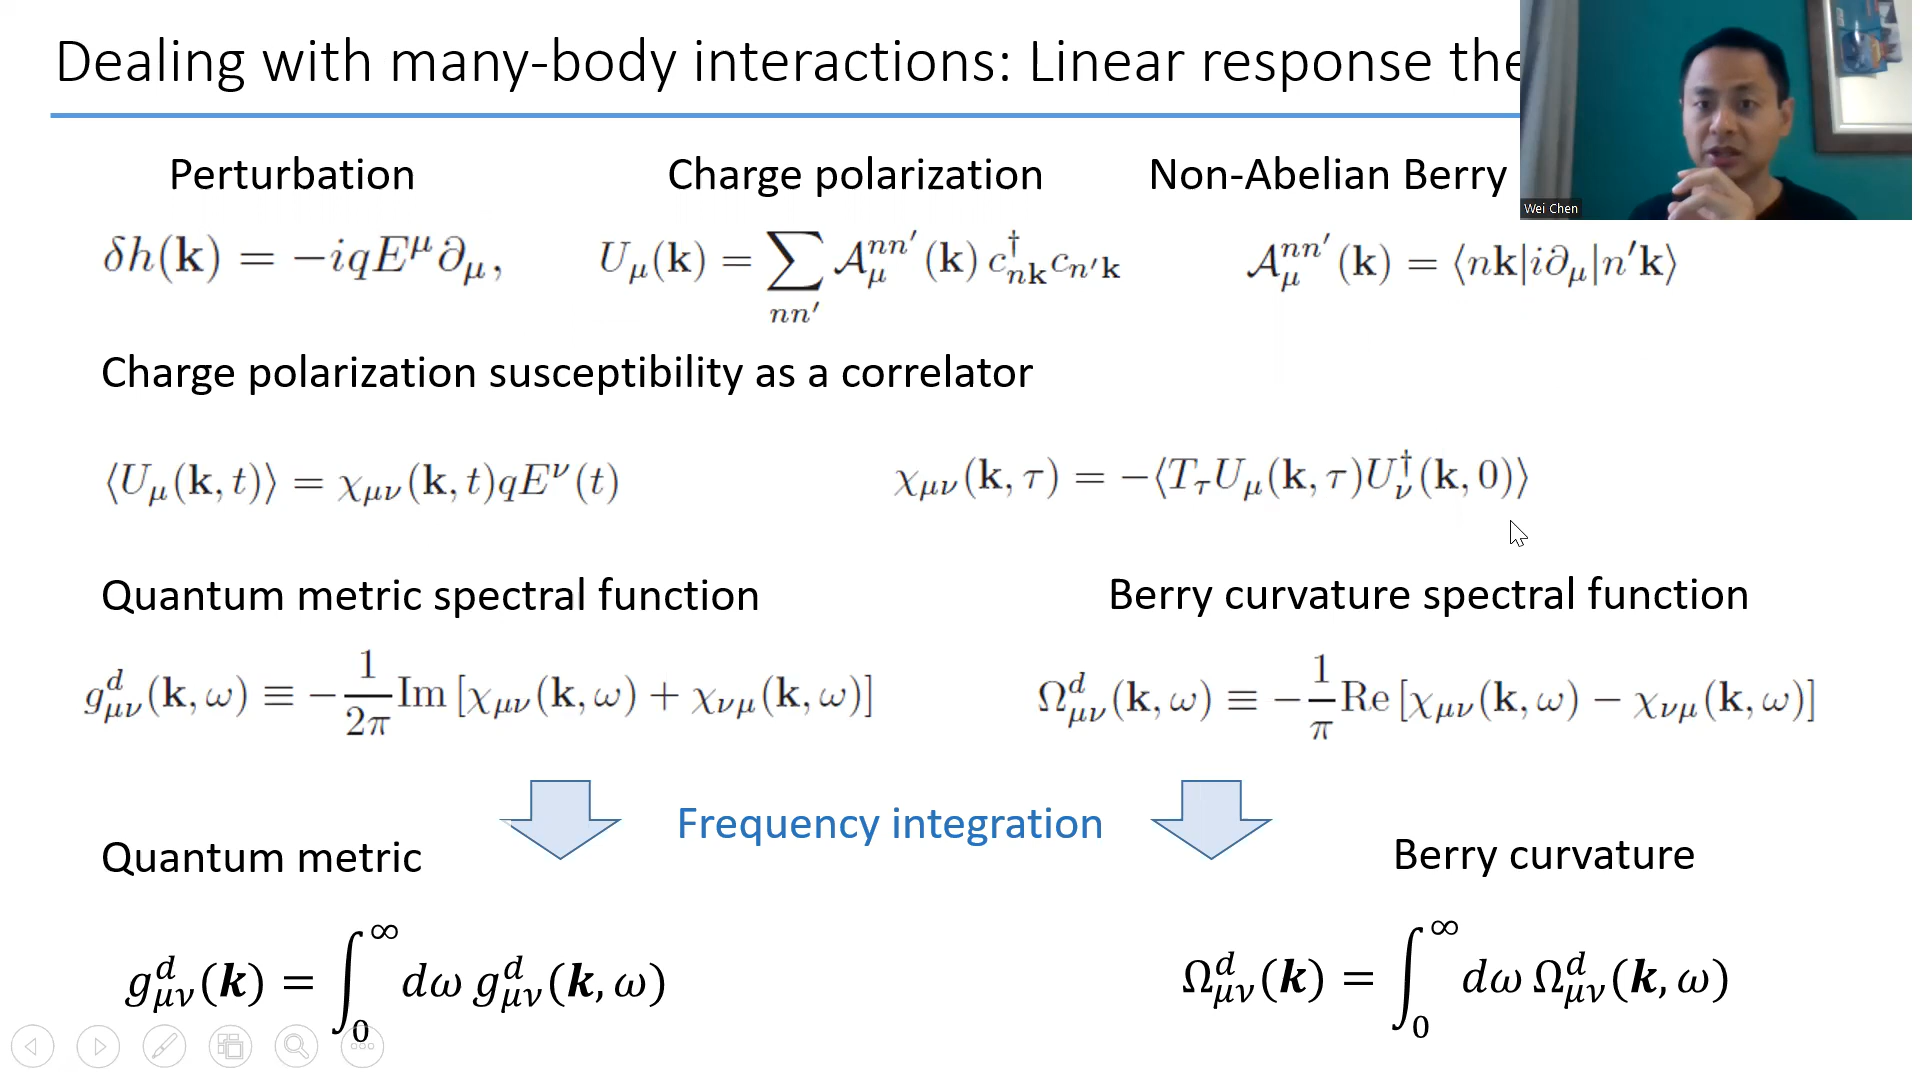 Dealing with many-body interactions: Linear response the
Wei Chen
Perturbation
Charge polarization
Non-Abelian Berry
δh(𝐤) = −iqE^μ ∂_μ,
U_μ(𝐤) = ∑_{nn′} 𝒜_μ^{nn′}(𝐤) c†_{n𝐤} c_{n′𝐤}
𝒜_μ^{nn′}(𝐤) = ⟨n𝐤|i∂_μ|n′𝐤⟩
Charge polarization susceptibility as a correlator
⟨U_μ(𝐤, t)⟩ = χ_{μν}(𝐤, t)qE^ν(t)
χ_{μν}(𝐤, τ) = −⟨T_τ U_μ(𝐤, τ)U_ν^†(𝐤, 0)⟩
Quantum metric spectral function
Berry curvature spectral function
g^d_{μν}(𝐤, ω) ≡ −1/2π Im [χ_{μν}(𝐤, ω) + χ_{νμ}(𝐤, ω)]
Ω^d_{μν}(𝐤, ω) ≡ −1/π Re [χ_{μν}(𝐤, ω) − χ_{νμ}(𝐤, ω)]
Frequency integration
Quantum metric
Berry curvature
g^d_{μν}(𝒌) = ∫_0^∞ dω g^d_{μν}(𝒌, ω)
Ω^d_{μν}(𝒌) = ∫_0^∞ dω Ω^d_{μν}(𝒌, ω)